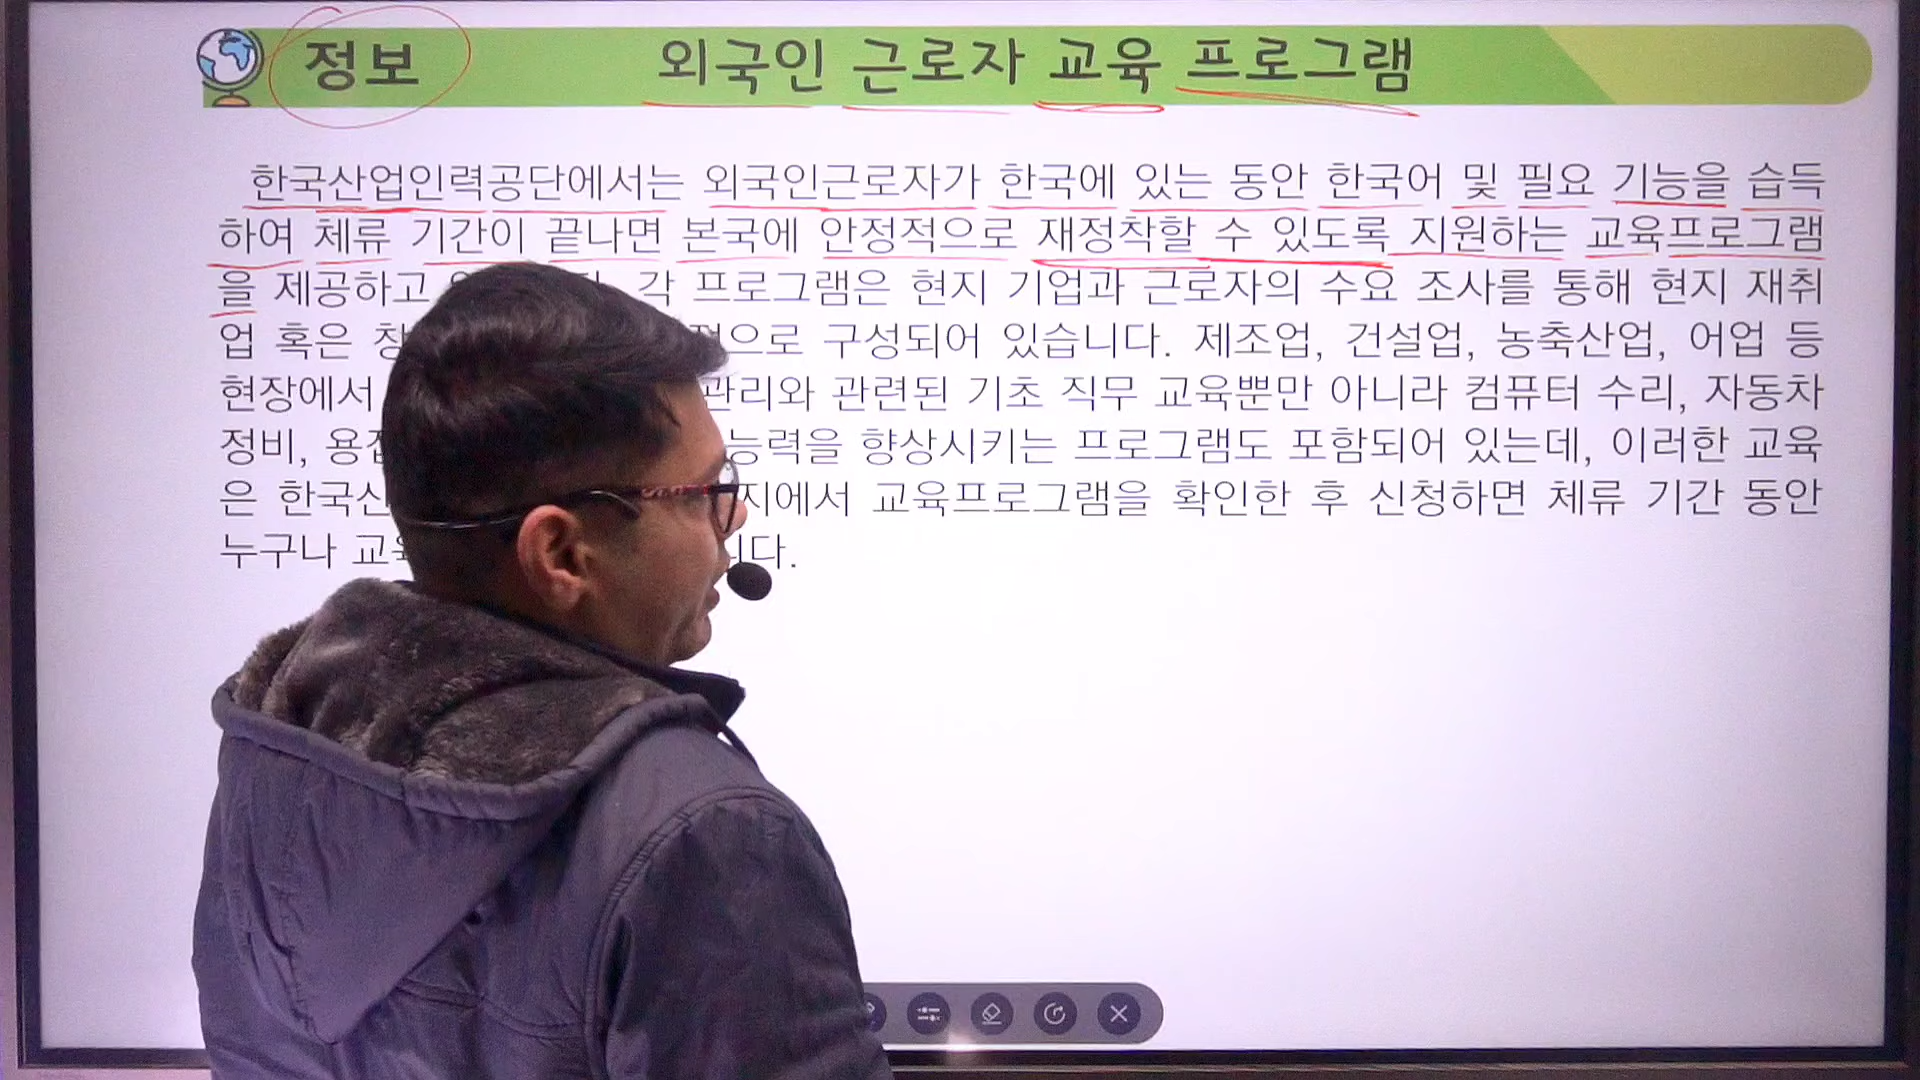 정보 외국인 근로자 교육 프로그램
한국산업인력공단에서는 외국인근로자가 한국에 있는 동안 한국어 및 필요 기능을 습득
하여 체류 기간이 끝나면 본국에 안정적으로 재정착할 수 있도록 지원하는 교육프로그램
을 제공하고 각 프로그램은 현지 기업과 근로자의 수요 조사를 통해 현지 재취
업 혹은 구성되어 있습니다. 제조업, 건설업, 농축산업, 어업 등
현장에서 관리와 관련된 기초 직무 교육뿐만 아니라 컴퓨터 수리, 자동차
정비, 능력을 향상시키는 프로그램도 포함되어 있는데, 이러한 교육
은 교육프로그램을 확인한 후 신청하면 체류 기간 동안
누구나